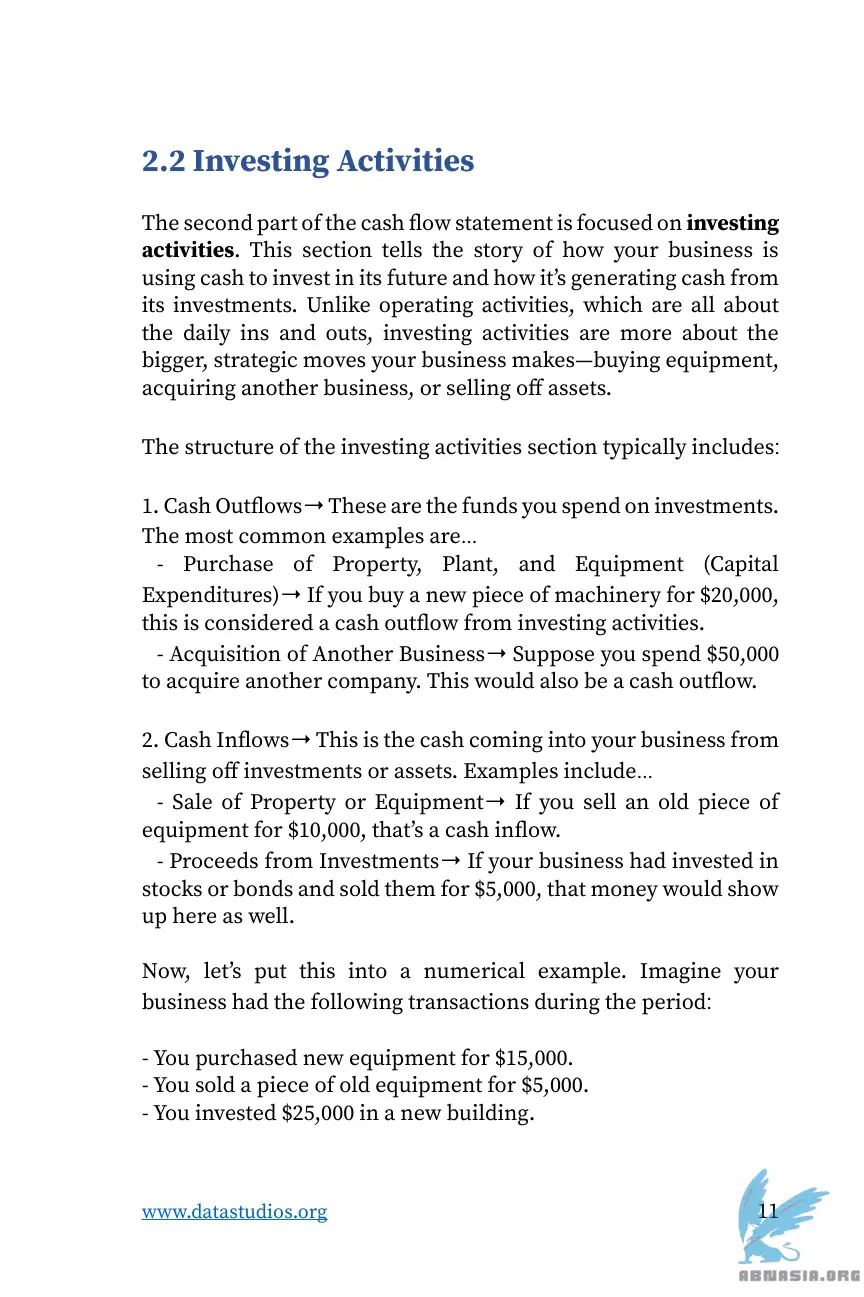 2.2 Investing Activities
The second part of the cash flow statement is focused on investing
activities. This section tells the story of how your business is
using cash to invest in its future and how it’s generating cash from
its investments. Unlike operating activities, which are all about
the daily ins and outs, investing activities are more about the
bigger, strategic moves your business makes—buying equipment,
acquiring another business, or selling off assets.
The structure of the investing activities section typically includes:
1. Cash Outflows➝ These are the funds you spend on investments.
The most common examples are…
- Purchase of Property, Plant, and Equipment (Capital
Expenditures)➝ If you buy a new piece of machinery for $20,000,
this is considered a cash outflow from investing activities.
- Acquisition of Another Business➝ Suppose you spend $50,000
to acquire another company. This would also be a cash outflow.
2. Cash Inflows➝ This is the cash coming into your business from
selling off investments or assets. Examples include…
- Sale of Property or Equipment➝ If you sell an old piece of
equipment for $10,000, that’s a cash inflow.
- Proceeds from Investments➝ If your business had invested in
stocks or bonds and sold them for $5,000, that money would show
up here as well.
Now, let’s put this into a numerical example. Imagine your
business had the following transactions during the period:
- You purchased new equipment for $15,000.
- You sold a piece of old equipment for $5,000.
- You invested $25,000 in a new building.
www.datastudios.org
11
ABNASIA.ORG